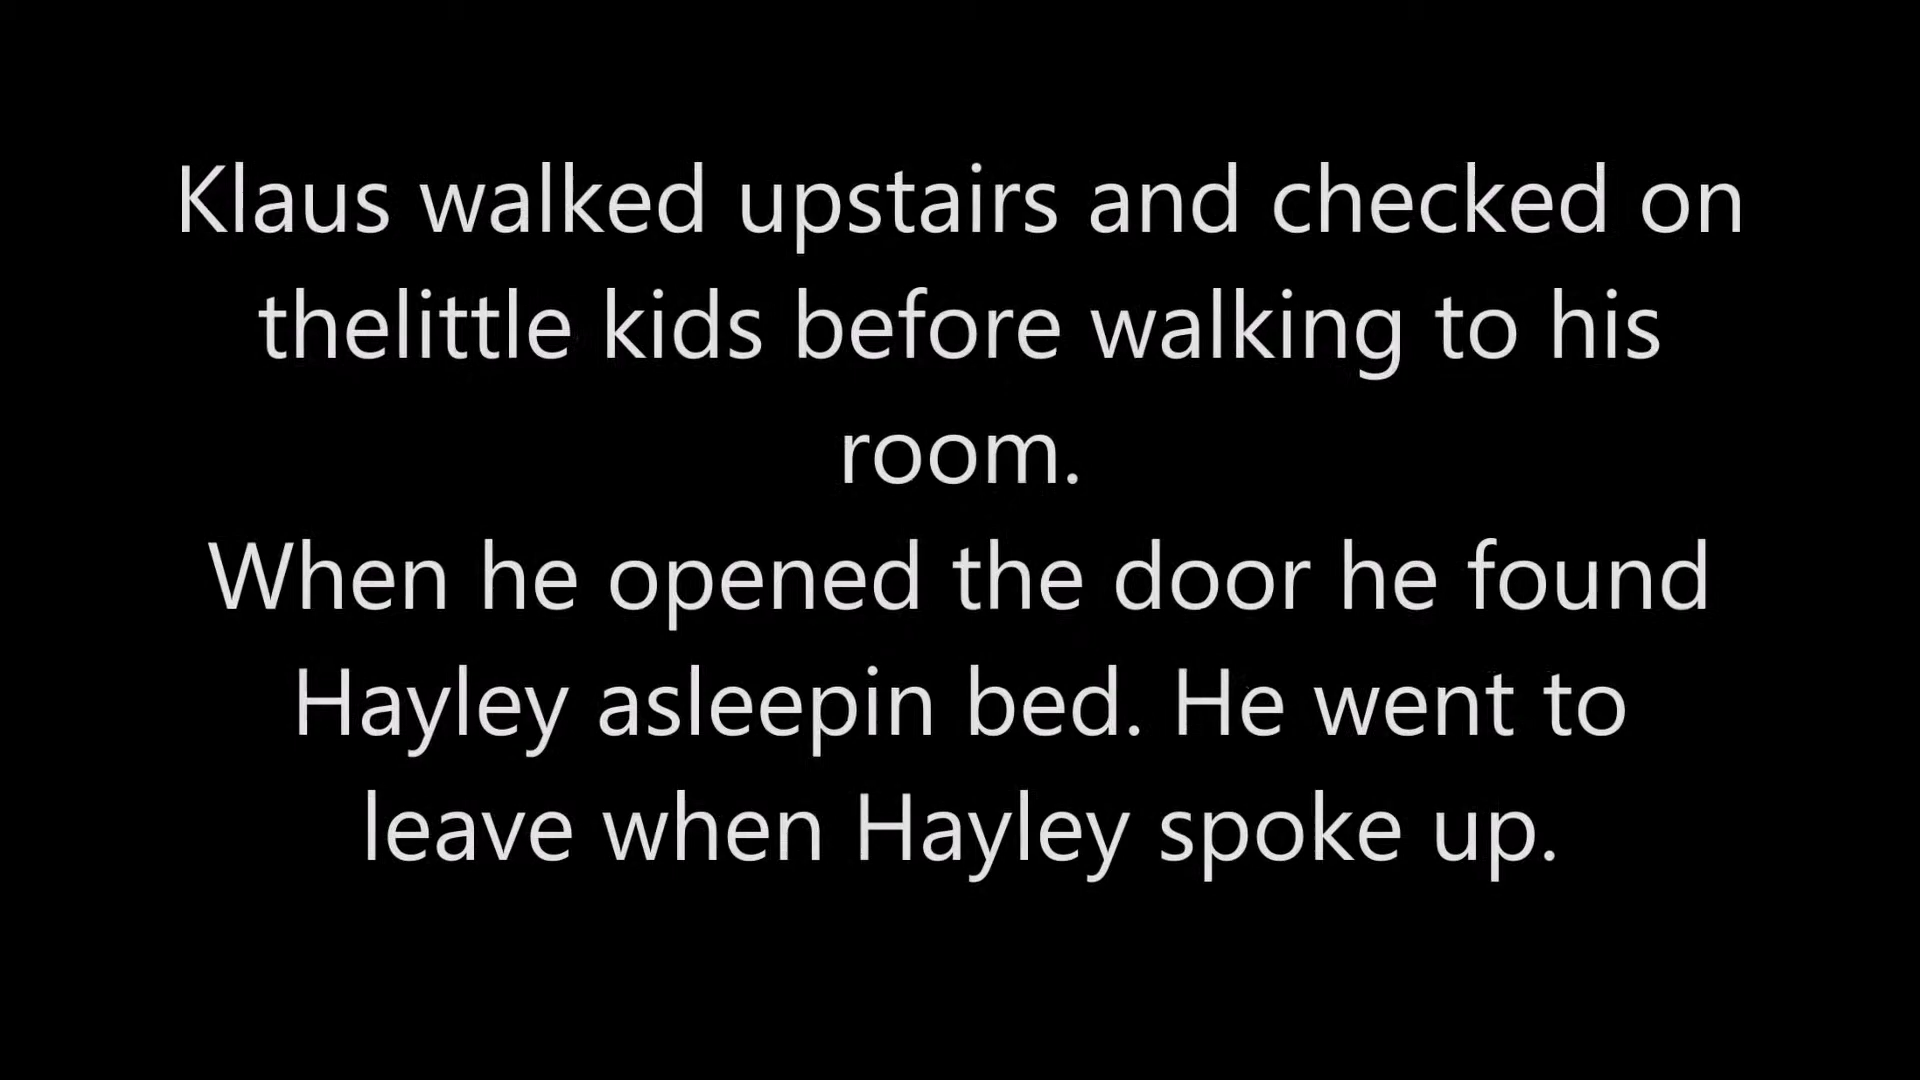 Klaus walked upstairs and checked on
thelittle kids before walking to his
room.
When he opened the door he found
Hayley asleepin bed. He went to
leave when Hayley spoke up.